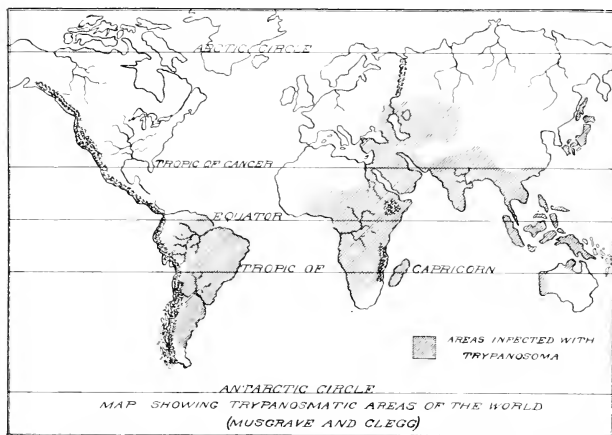 ARCTIC CIRCLE
TROPIC OF CANCER
EQUATOR
TROPIC OF CAPRICORN
AREAS INFECTED WITH
TRYPANOSOMA
ANTARCTIC CIRCLE
MAP SHOWING TRYPANOSMATIC AREAS OF THE WORLD
(MUSGRAVE AND CLEGG)